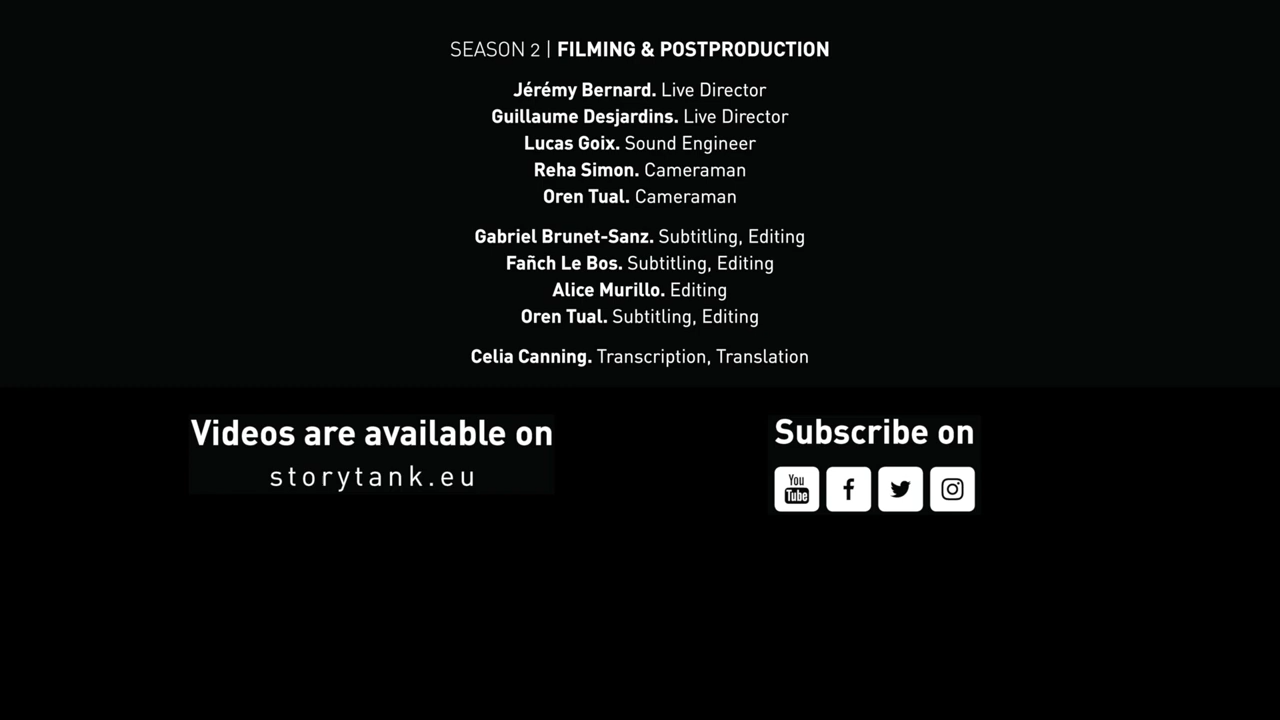 SEASON 2 | FILMING & POSTPRODUCTION
Jérémy Bernard. Live Director
Guillaume Desjardins. Live Director
Lucas Goix. Sound Engineer
Reha Simon. Cameraman
Oren Tual. Cameraman
Gabriel Brunet-Sanz. Subtitling, Editing
Fañch Le Bos. Subtitling, Editing
Alice Murillo. Editing
Oren Tual. Subtitling, Editing
Celia Canning. Transcription, Translation
Videos are available on
storytank.eu
Subscribe on
You Tube